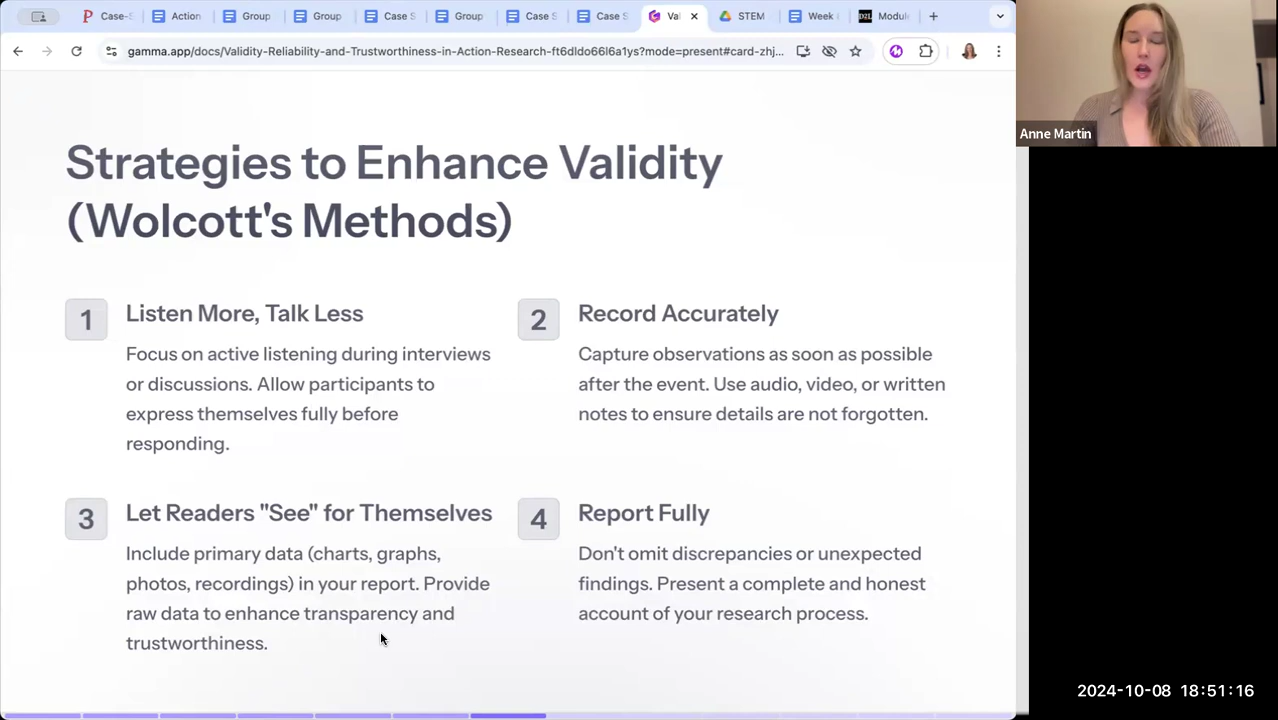 Case-S
Action
Group
Group
Case S
Group
Case S
Case S
Val
STEM
Week
D2L
Module
gamma.app/docs/Validity-Reliability-and-Trustworthiness-in-Action-Research-ft6dldo66l6a1ys?mode=present#card-zhj...
Anne Martin
Strategies to Enhance Validity
(Wolcott's Methods)
1
Listen More, Talk Less
Focus on active listening during interviews
or discussions. Allow participants to
express themselves fully before
responding.
2
Record Accurately
Capture observations as soon as possible
after the event. Use audio, video, or written
notes to ensure details are not forgotten.
3
Let Readers "See" for Themselves
Include primary data (charts, graphs,
photos, recordings) in your report. Provide
raw data to enhance transparency and
trustworthiness.
4
Report Fully
Don't omit discrepancies or unexpected
findings. Present a complete and honest
account of your research process.
2024-10-08 18:51:16